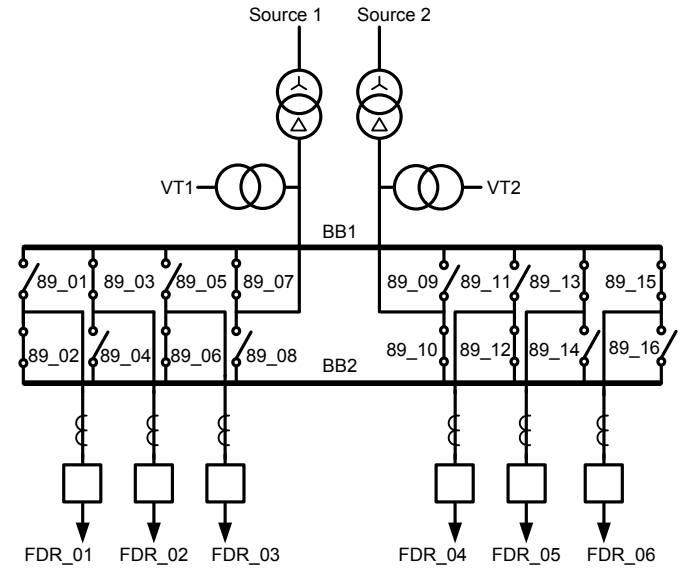 Source 1 Source 2
VT1 VT2
BB1
89_01 89_03 89_05 89_07 89_09 89_11 89_13 89_15
89_02 89_04 89_06 89_08 89_10 89_12 89_14 89_16
BB2
FDR_01 FDR_02 FDR_03 FDR_04 FDR_05 FDR_06